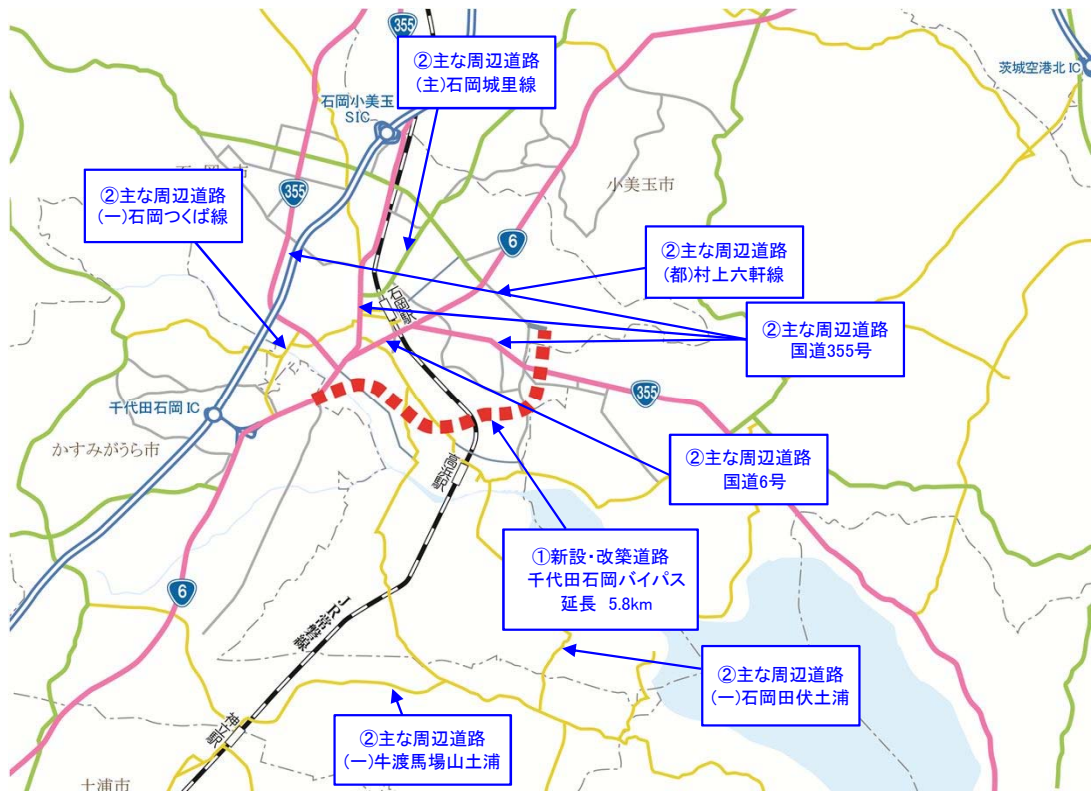 355
②主な周辺道路
(主)石岡城里線
茨城空港北IC
石岡小美玉
SIC
②主な周辺道路
(一)石岡つくば線
355
小美玉市
6
②主な周辺道路
(都)村上六軒線
石岡駅
②主な周辺道路
国道355号
355
千代田石岡IC
かすみがうら市
高浜駅
②主な周辺道路
国道6号
①新設・改築道路
千代田石岡バイパス
延長 5.8km
6
JR常磐線
②主な周辺道路
(一)石岡田伏土浦
神立駅
②主な周辺道路
(一)牛渡馬場山土浦
土浦市